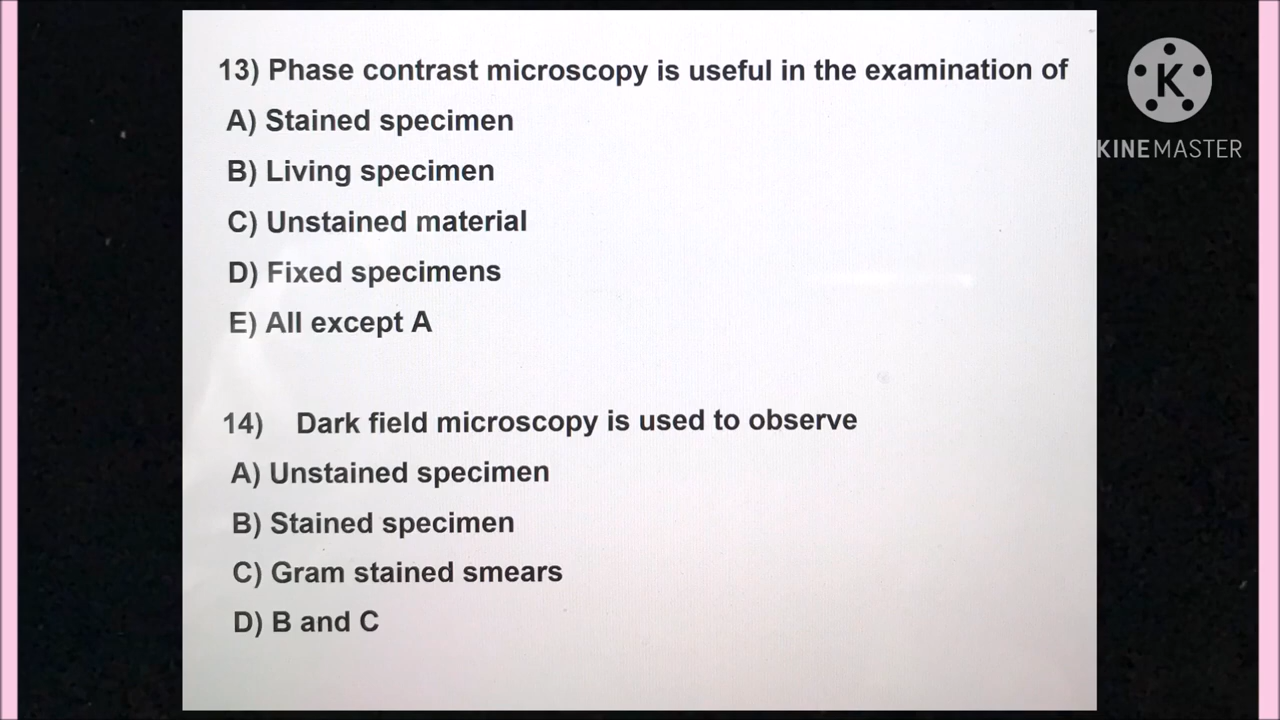 13) Phase contrast microscopy is useful in the examination of
A) Stained specimen
B) Living specimen
C) Unstained material
D) Fixed specimens
E) All except A
14) Dark field microscopy is used to observe
A) Unstained specimen
B) Stained specimen
C) Gram stained smears
D) B and C
K
KINEMASTER